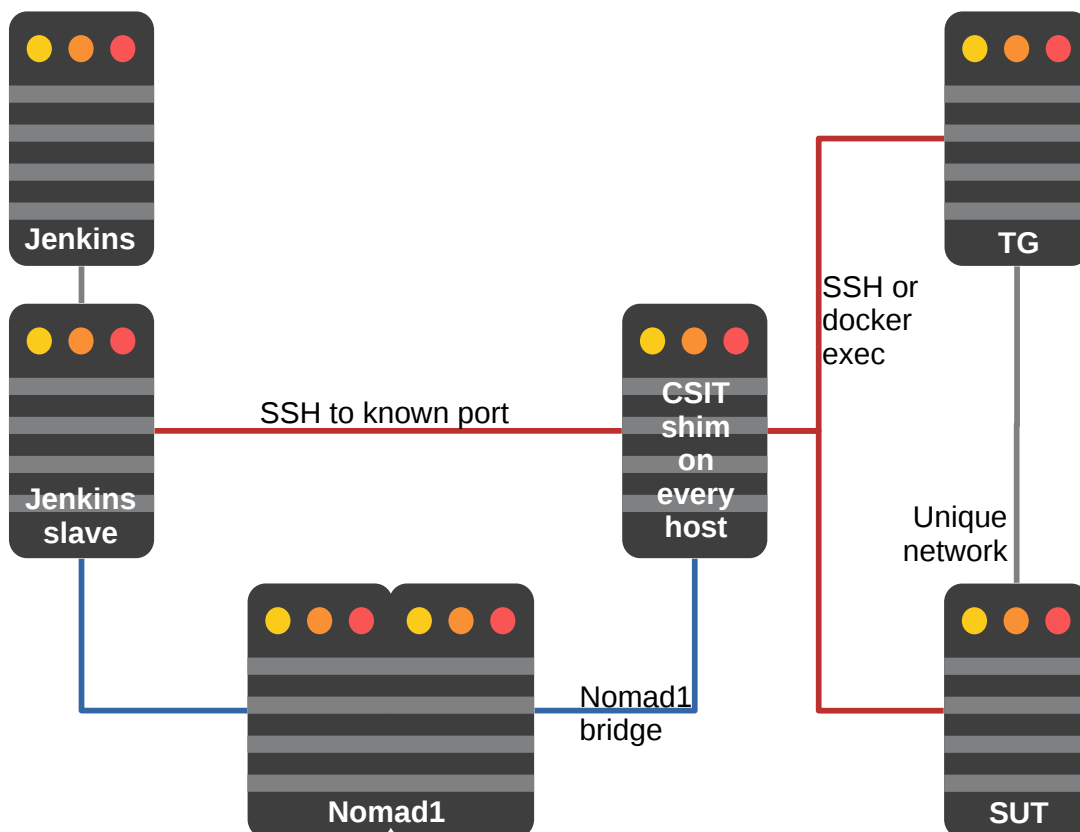 Jenkins
TG
SSH or
docker
exec
Jenkins
slave
SSH to known port
CSIT
shim
on
every
host
Unique
network
Nomad1
bridge
Nomad1
SUT